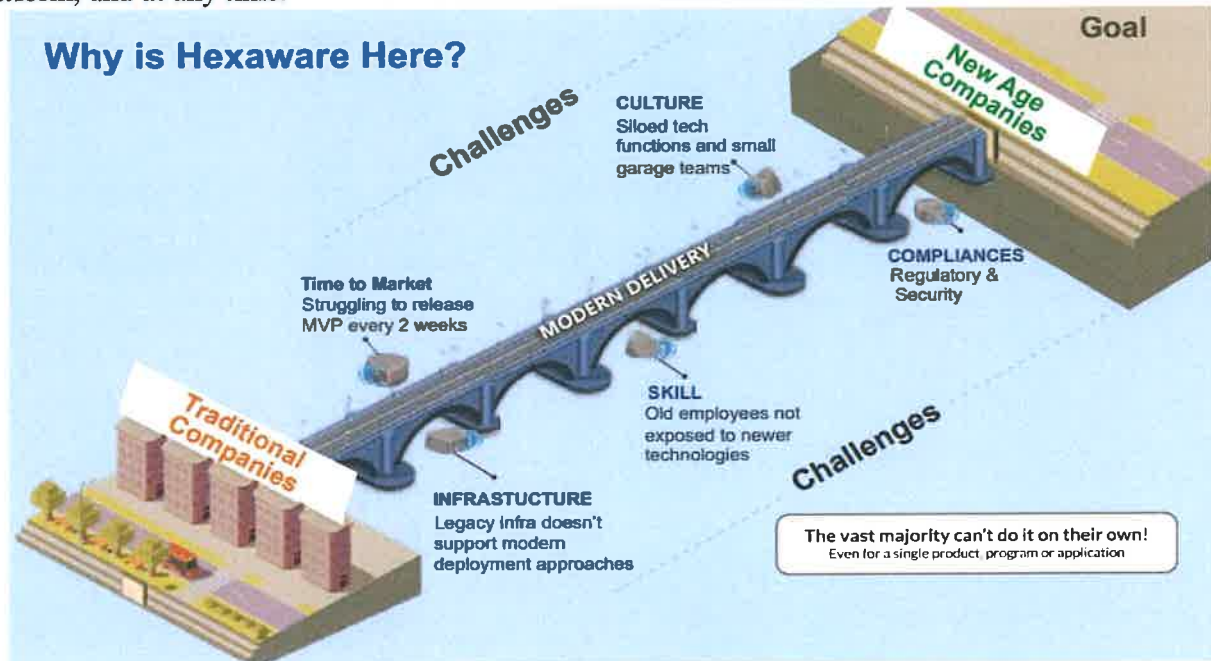 Why is Hexaware Here?
Goal
New Age
Companies
Challenges
CULTURE
Siloed tech
functions and small
garage teams
COMPLIANCES
Regulatory &
Security
MODERN DELIVERY
Time to Market
Struggling to release
MVP every 2 weeks
SKILL
Old employees not
exposed to newer
technologies
Challenges
Traditional
Companies
INFRASTUCTURE
Legacy infra doesn't
support modern
deployment approaches
The vast majority can't do it on their own!
Even for a single product, program or application